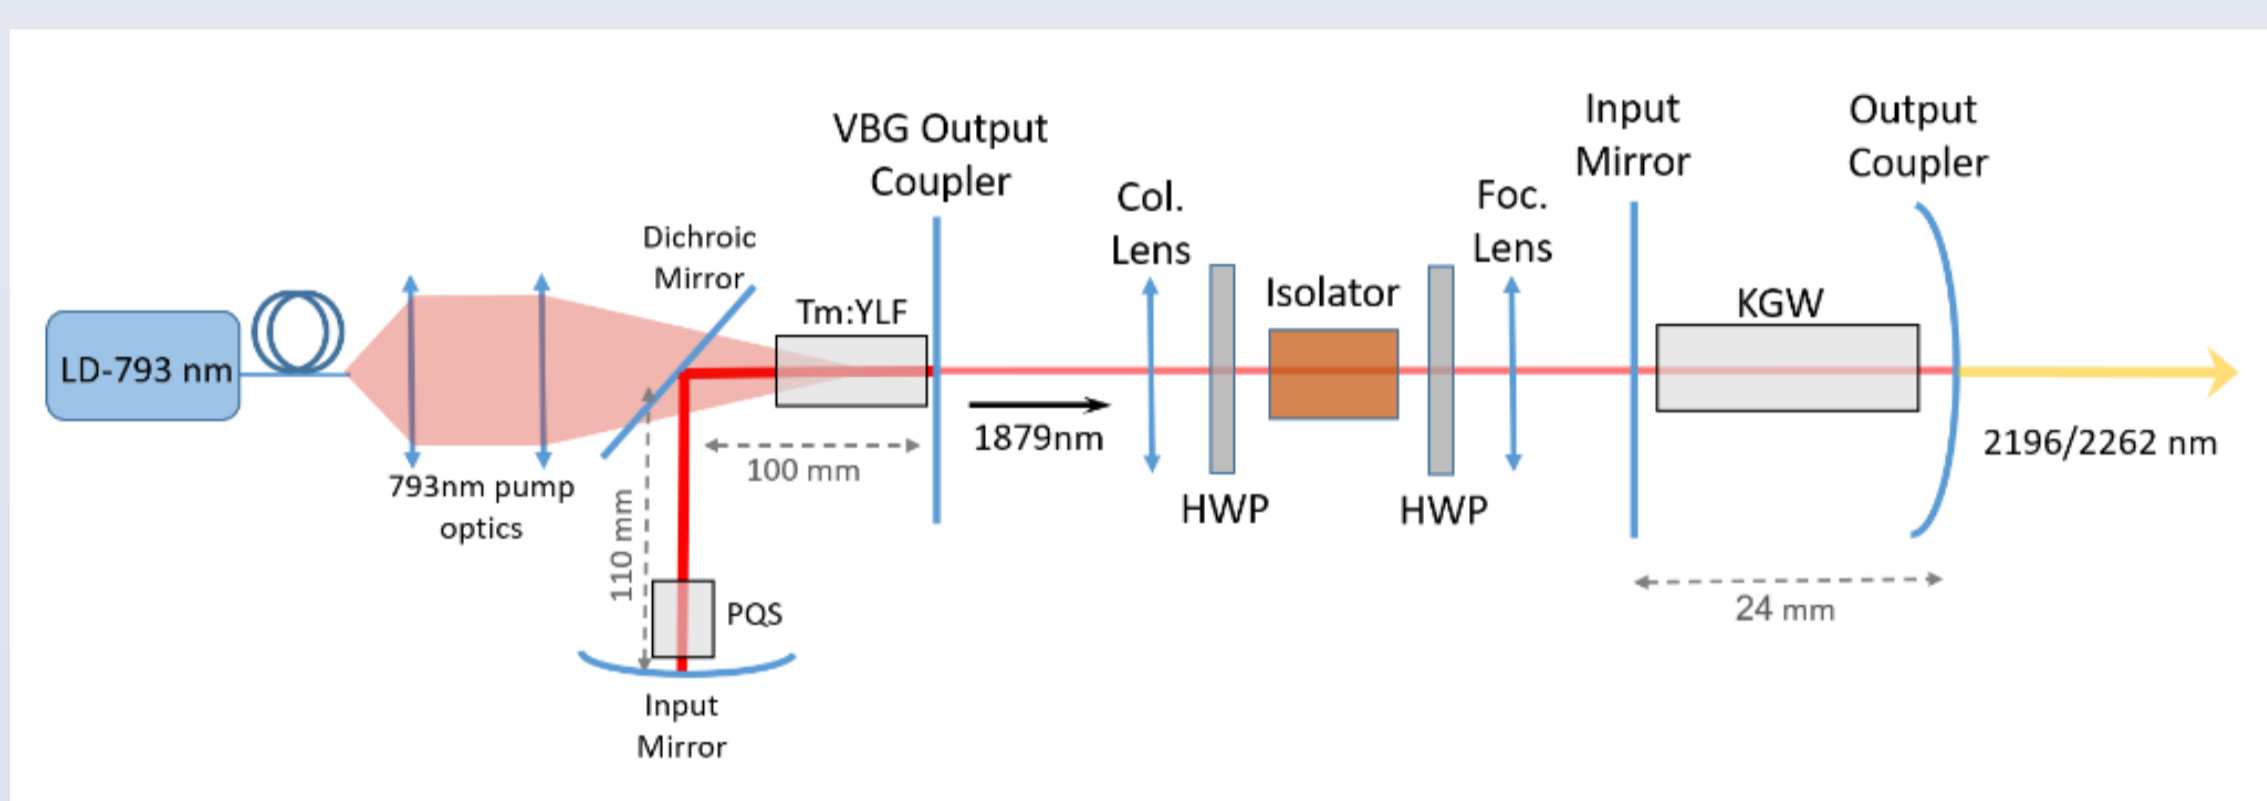 LD-793 nm
793nm pump
optics
Dichroic
Mirror
Tm:YLF
100 mm
110 mm
PQS
Input
Mirror
VBG Output
Coupler
1879nm
Col.
Lens
HWP
Isolator
HWP
Foc.
Lens
Input
Mirror
KGW
Output
Coupler
24 mm
2196/2262 nm